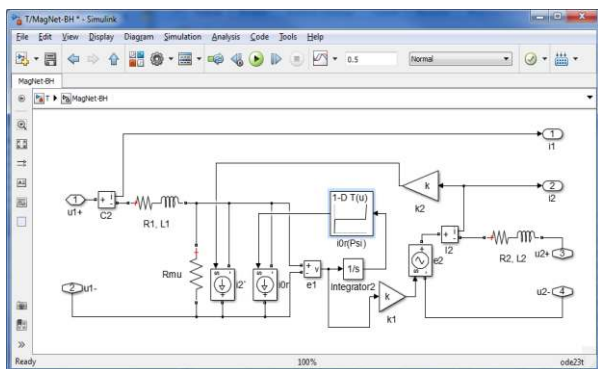 T/MagNet-BH * - Simulink
File Edit View Display Diagram Simulation Analysis Code Tools Help
0.5 Normal
MagNet-BH
T MagNet-BH
1 i1
1 u1+ + i - C2
R1, L1
1-D T(u)
k k2
2 i2
i0r(Psi)
+ i - I2
R2, L2
u2+ 3
Rmu
s i2'
s i0r
+ - v e1
1/s integrator2
k k1
s e2
u2- 4
2 u1-
Ready 100% ode23t